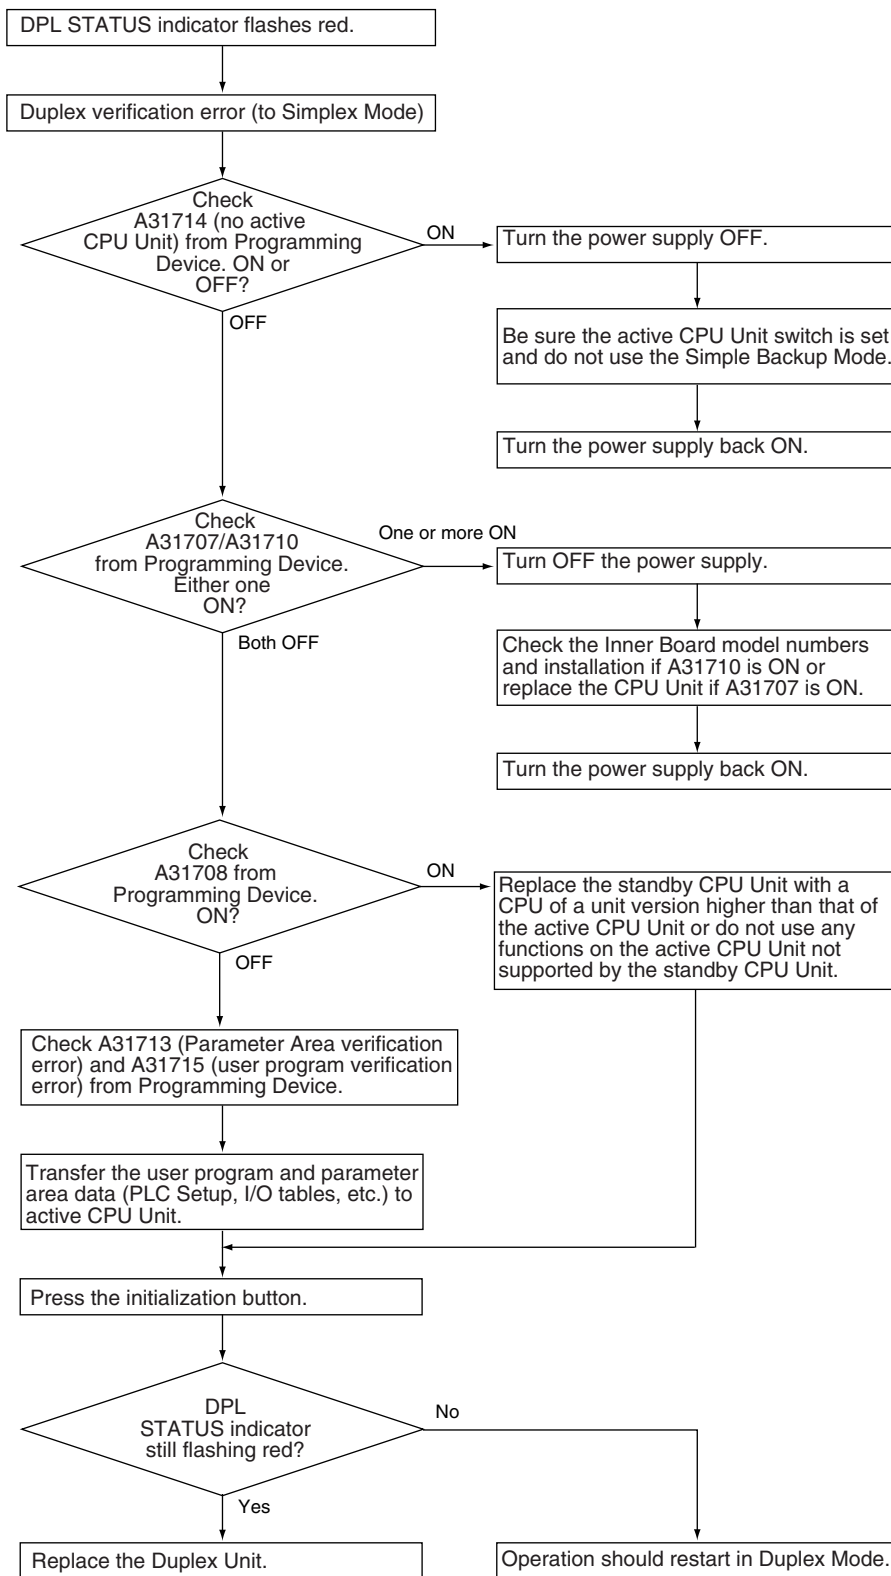 DPL STATUS indicator flashes red.
Duplex verification error (to Simplex Mode)
Check
A31714 (no active
CPU Unit) from Programming
Device. ON or
OFF?
ON
Turn the power supply OFF.
OFF
Be sure the active CPU Unit switch is set
and do not use the Simple Backup Mode.
Turn the power supply back ON.
Check
A31707/A31710
from Programming Device.
Either one
ON?
One or more ON
Turn OFF the power supply.
Both OFF
Check the Inner Board model numbers
and installation if A31710 is ON or
replace the CPU Unit if A31707 is ON.
Turn the power supply back ON.
Check
A31708 from
Programming Device.
ON?
ON
Replace the standby CPU Unit with a
CPU of a unit version higher than that of
the active CPU Unit or do not use any
functions on the active CPU Unit not
supported by the standby CPU Unit.
OFF
Check A31713 (Parameter Area verification
error) and A31715 (user program verification
error) from Programming Device.
Transfer the user program and parameter
area data (PLC Setup, I/O tables, etc.) to
active CPU Unit.
Press the initialization button.
DPL
STATUS indicator
still flashing red?
No
Yes
Replace the Duplex Unit.
Operation should restart in Duplex Mode.